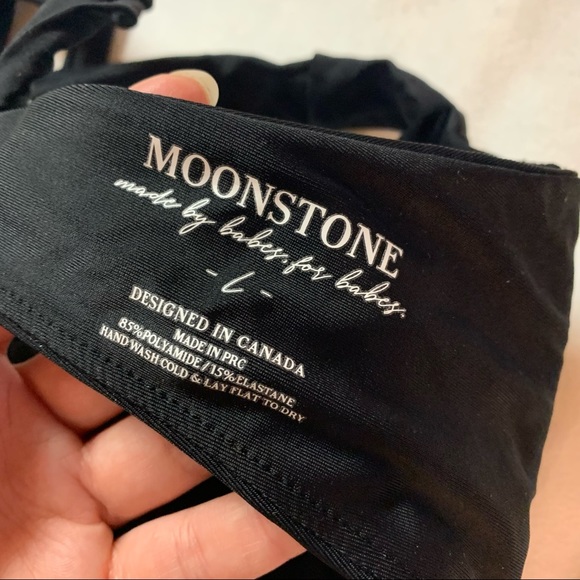 MOONSTONE
made by babes. for babes.
- L -
DESIGNED IN CANADA
MADE IN PRC
85%POLYAMIDE / 15% ELASTANE
HAND WASH COLD & LAY FLAT TO DRY